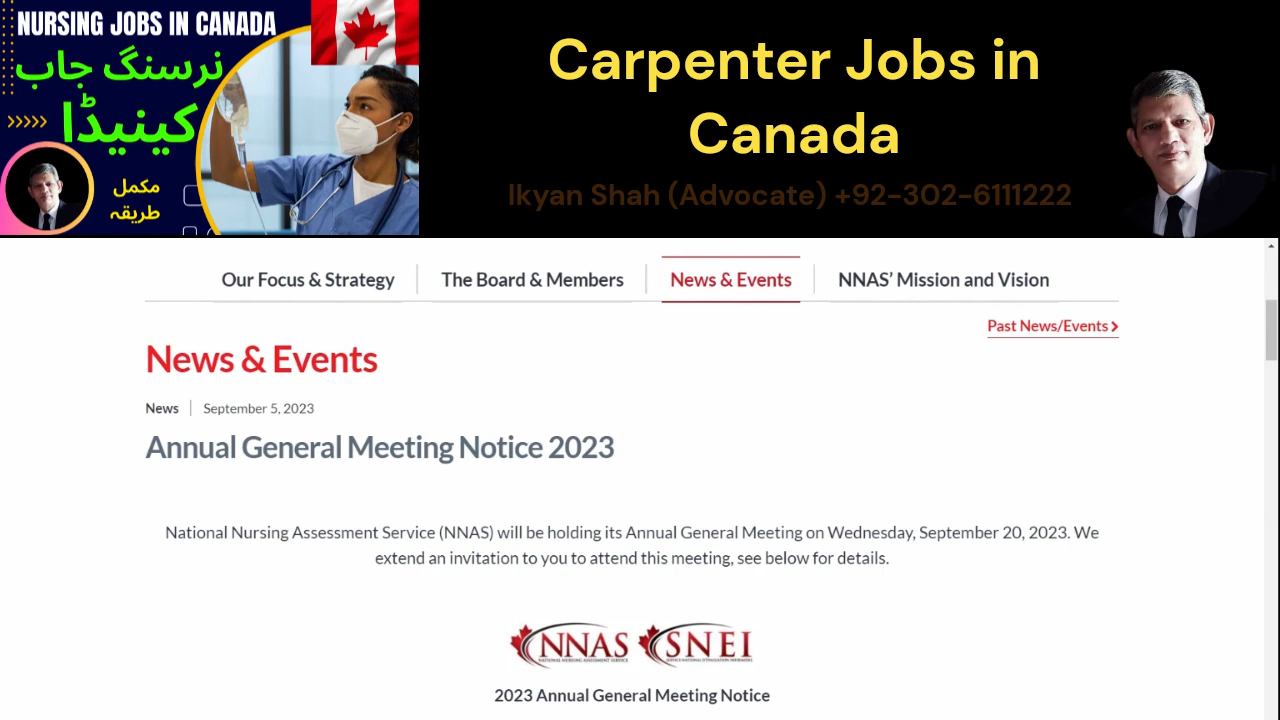 NURSING JOBS IN CANADA
نرسنگ جاب
کینیڈا
مکمل
طریقہ
Carpenter Jobs in
Canada
Ikyan Shah (Advocate) +92-302-6111222
Our Focus & Strategy
The Board & Members
News & Events
NNAS' Mission and Vision
Past News/Events
News & Events
News
September 5, 2023
Annual General Meeting Notice 2023
National Nursing Assessment Service (NNAS) will be holding its Annual General Meeting on Wednesday, September 20, 2023. We
extend an invitation to you to attend this meeting, see below for details.
NNAS
NATIONAL NURSING ASSESSMENT SERVICE
SNEI
2023 Annual General Meeting Notice